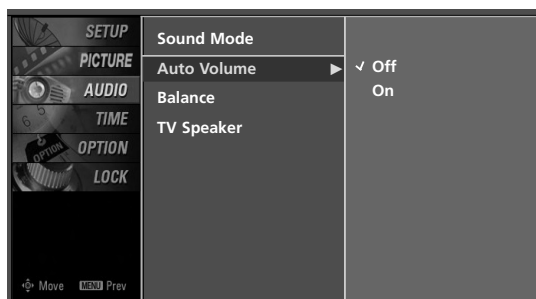 SETUP
PICTURE
AUDIO
TIME
OPTION
LOCK
Sound Mode
Auto Volume ▶
Balance
TV Speaker
✓ Off
On
Move MENU Prev